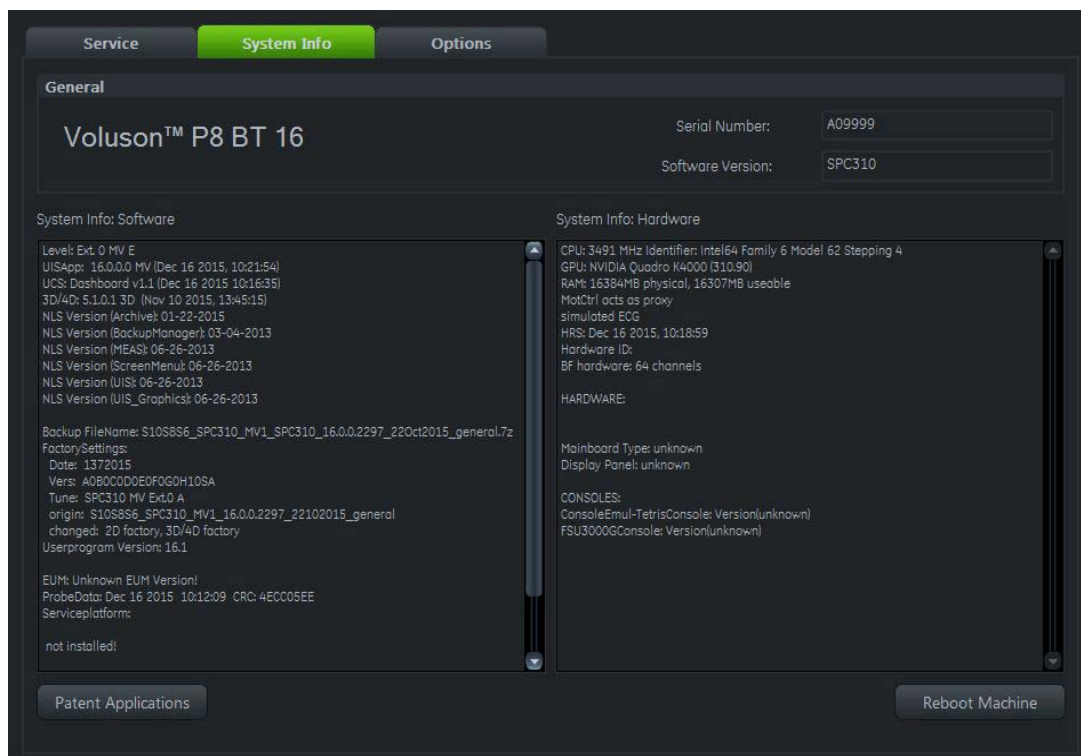 Service
System Info
Options
General
Voluson™ P8 BT 16
Serial Number:
A09999
Software Version:
SPC310
System Info: Software
Level: Ext. 0 MV E
UISApp:  16.0.0.0 MV (Dec 16 2015, 10:21:54)
UCS: Dashboard v1.1 (Dec 16 2015 10:16:35)
3D/4D: 5.1.0.1 3D  (Nov 10 2015, 13:45:15)
NLS Version (Archive): 01-22-2015
NLS Version (BackupManager): 03-04-2013
NLS Version (MEAS): 06-26-2013
NLS Version (ScreenMenu): 06-26-2013
NLS Version (UIS): 06-26-2013
NLS Version (UIS_Graphics): 06-26-2013
Backup FileName: S10S8S6_SPC310_MV1_SPC310_16.0.0.2297_22Oct2015_general.7z
FactorySettings:
Date:  1372015
Vers:  A0B0C0D0E0F0G0H10SA
Tune:  SPC310 MV Ext.0 A
origin:  S10S8S6_SPC310_MV1_16.0.0.2297_22102015_general
changed:  2D factory, 3D/4D factory
Userprogram Version: 16.1
EUM: Unknown EUM Version!
ProbeData: Dec 16 2015  10:12:09  CRC: 4ECC05EE
Serviceplatform:
not installed!
System Info: Hardware
CPU: 3491 MHz Identifier: Intel64 Family 6 Model 62 Stepping 4
GPU: NVIDIA Quadro K4000 (310.90)
RAM: 16384MB physical, 16307MB useable
MotCtrl acts as proxy
simulated ECG
HRS: Dec 16 2015, 10:18:59
Hardware ID:
BF hardware: 64 channels
HARDWARE:
Mainboard Type: unknown
Display Panel: unknown
CONSOLES:
ConsoleEmul-TetrisConsole: Version(unknown)
FSU3000GConsole: Version(unknown)
Patent Applications
Reboot Machine